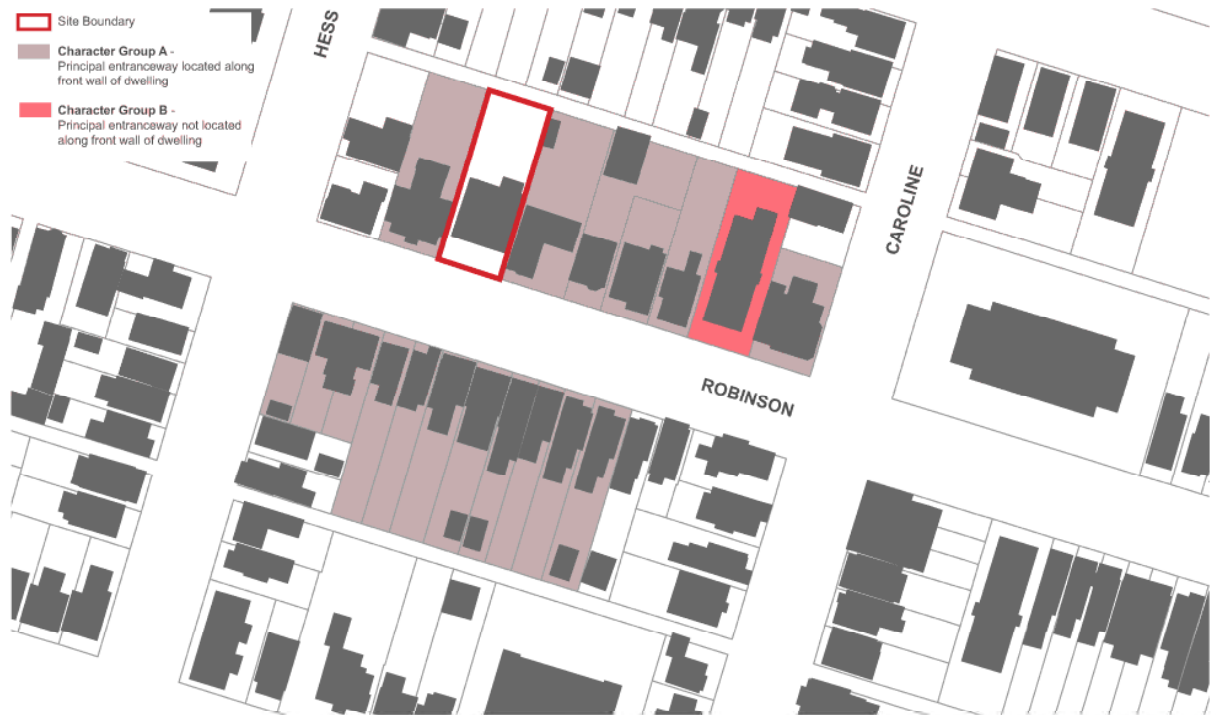 Site Boundary
Character Group A -
Principal entranceway located along
front wall of dwelling
Character Group B -
Principal entranceway not located
along front wall of dwelling
HESS
CAROLINE
ROBINSON